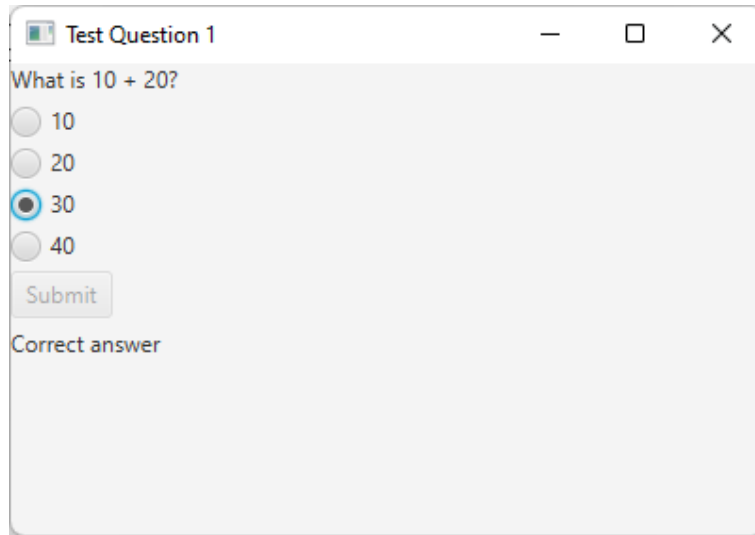 Test Question 1
What is 10 + 20?
10
20
30
40
Submit
Correct answer